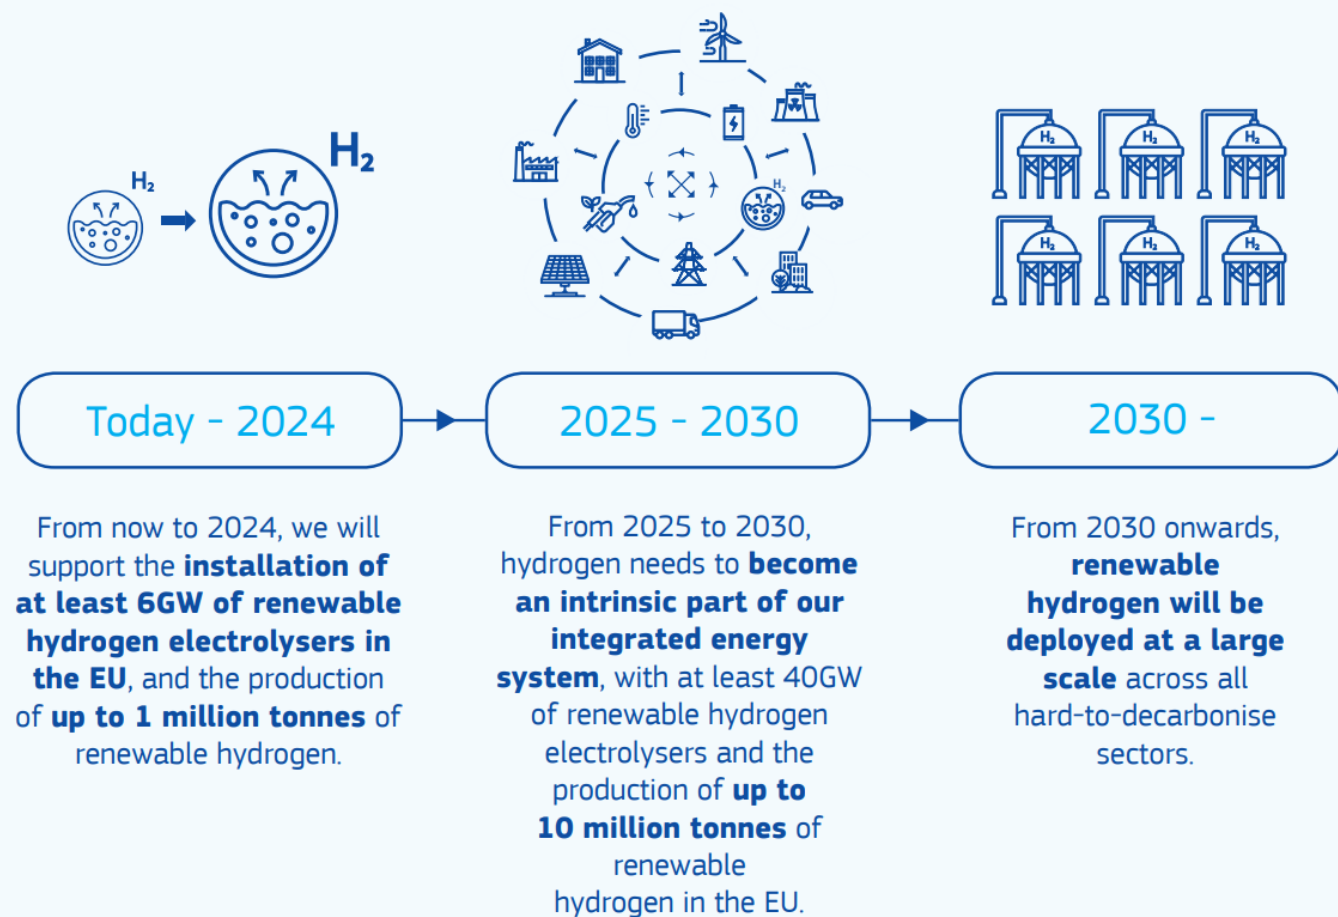 H₂
H₂
H₂
H₂
H₂
H₂
H₂
H₂
H₂
Today - 2024
2025 - 2030
2030 -
From now to 2024, we will
support the installation of
at least 6GW of renewable
hydrogen electrolysers in
the EU, and the production
of up to 1 million tonnes of
renewable hydrogen.
From 2025 to 2030,
hydrogen needs to become
an intrinsic part of our
integrated energy
system, with at least 40GW
of renewable hydrogen
electrolysers and the
production of up to
10 million tonnes of
renewable
hydrogen in the EU.
From 2030 onwards,
renewable
hydrogen will be
deployed at a large
scale across all
hard-to-decarbonise
sectors.